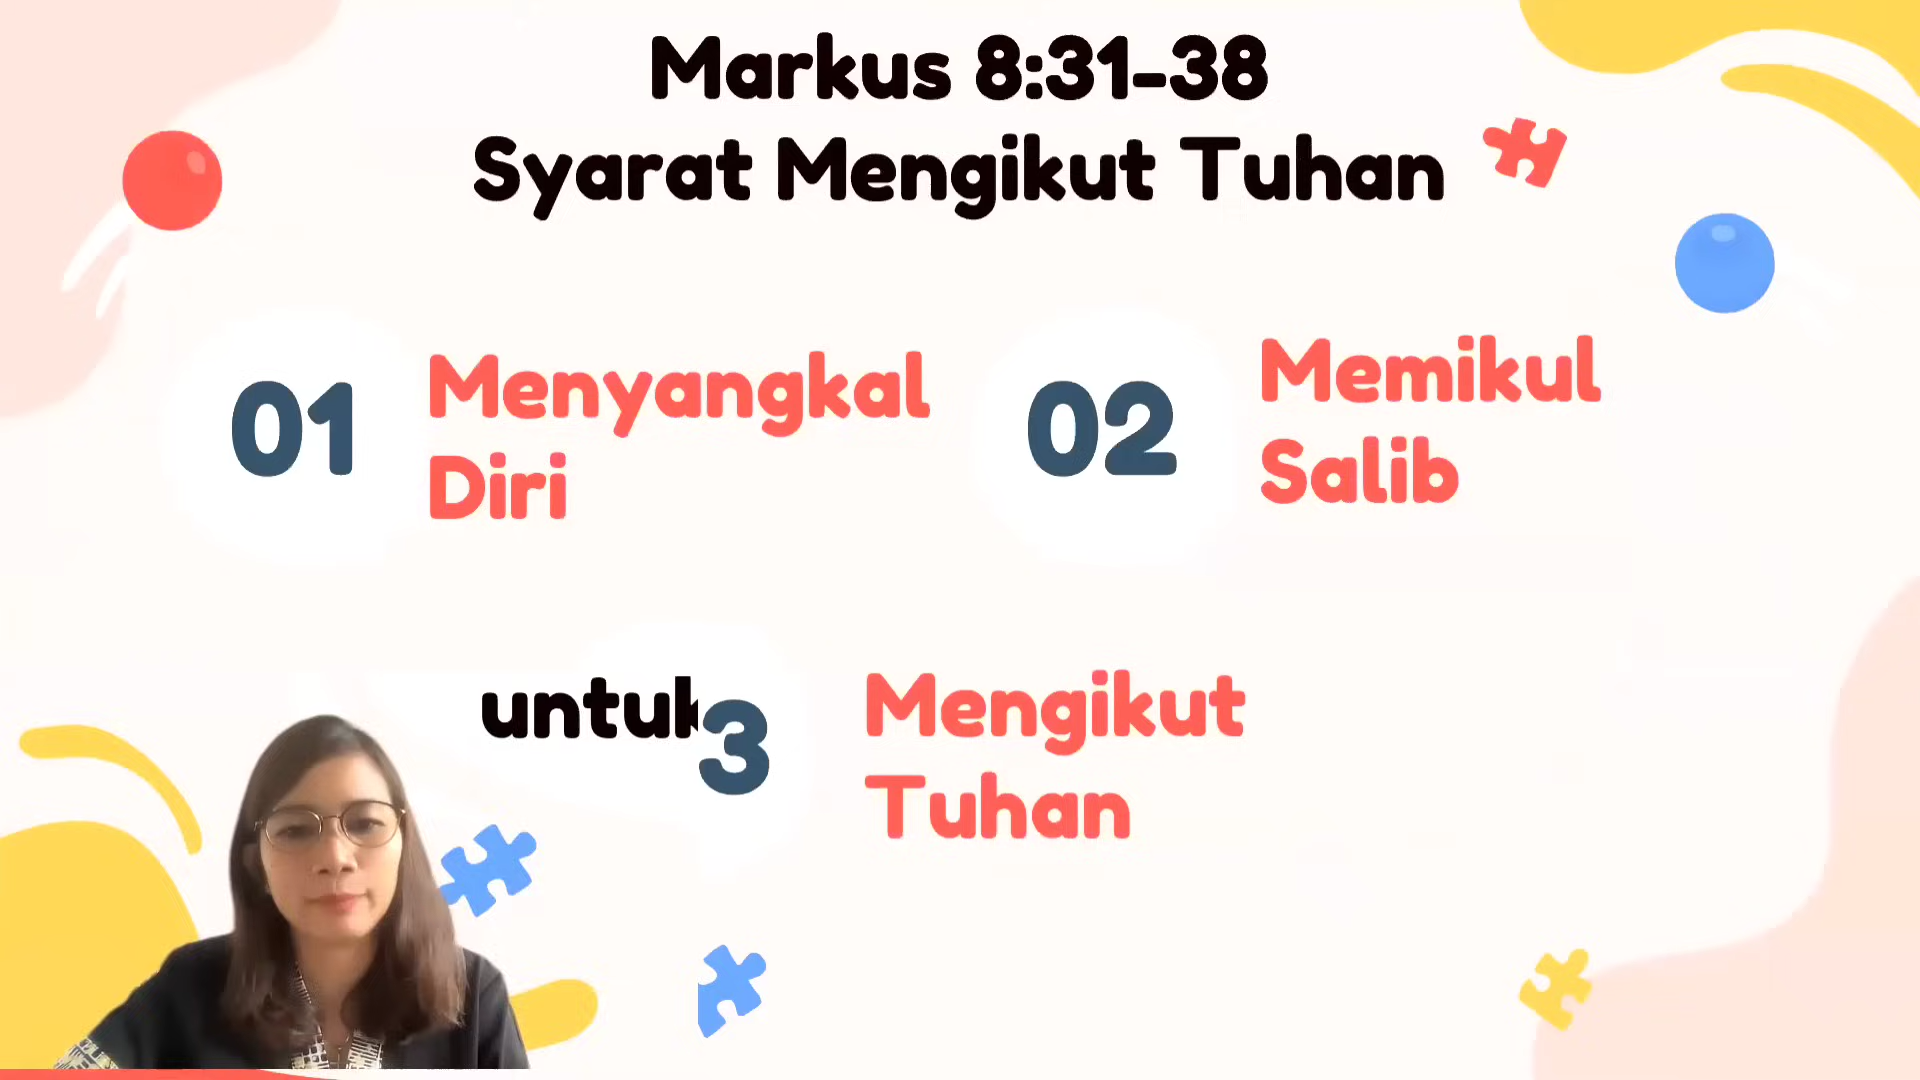 Markus 8:31-38
Syarat Mengikut Tuhan
01
Menyangkal
Diri
02
Memikul
Salib
untuk
3
Mengikut
Tuhan